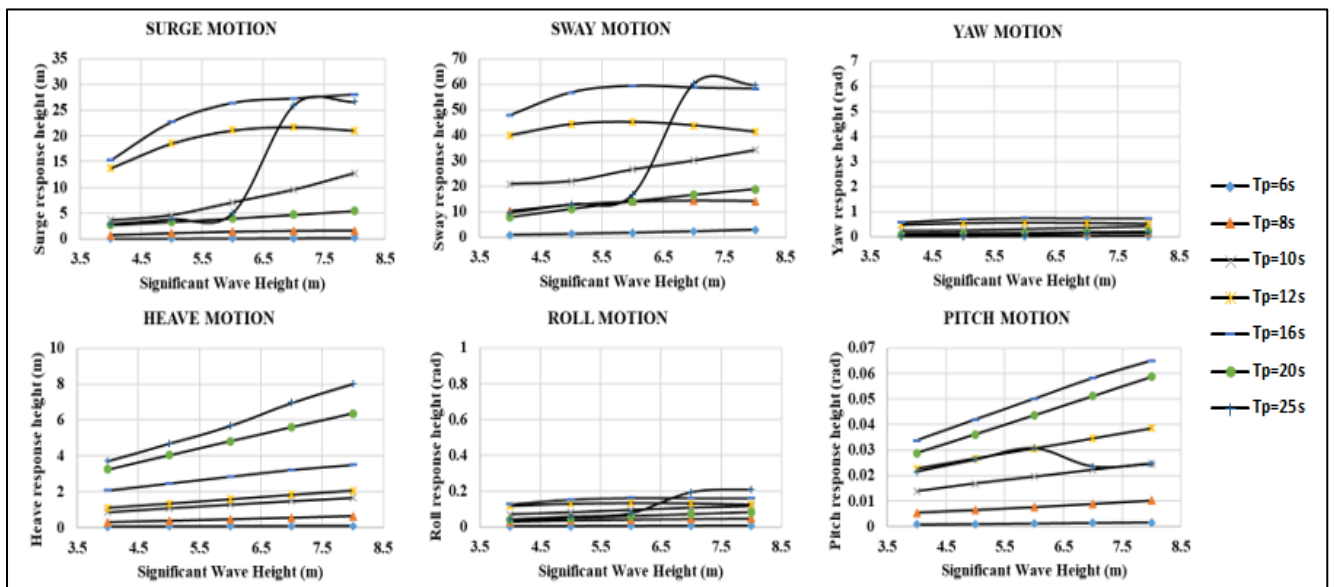 SURGE MOTION
Surge response height (m)
35
30
25
20
15
10
5
0
3.5 4.5 5.5 6.5 7.5 8.5
Significant Wave Height (m)
SWAY MOTION
Sway response height (m)
70
60
50
40
30
20
10
0
3.5 4.5 5.5 6.5 7.5 8.5
Significant Wave Height (m)
YAW MOTION
Yaw response height (rad)
7
6
5
4
3
2
1
0
3.5 4.5 5.5 6.5 7.5 8.5
Significant Wave Height (m)
HEAVE MOTION
Heave response height (m)
10
8
6
4
2
0
3.5 4.5 5.5 6.5 7.5 8.5
Significant Wave Height (m)
ROLL MOTION
Roll response height (rad)
1
0.8
0.6
0.4
0.2
0
3.5 4.5 5.5 6.5 7.5 8.5
Significant Wave Height (m)
PITCH MOTION
Pitch response height (rad)
0.07
0.06
0.05
0.04
0.03
0.02
0.01
0
3.5 4.5 5.5 6.5 7.5 8.5
Significant Wave Height (m)
Tp=6s
Tp=8s
Tp=10s
Tp=12s
Tp=16s
Tp=20s
Tp=25s